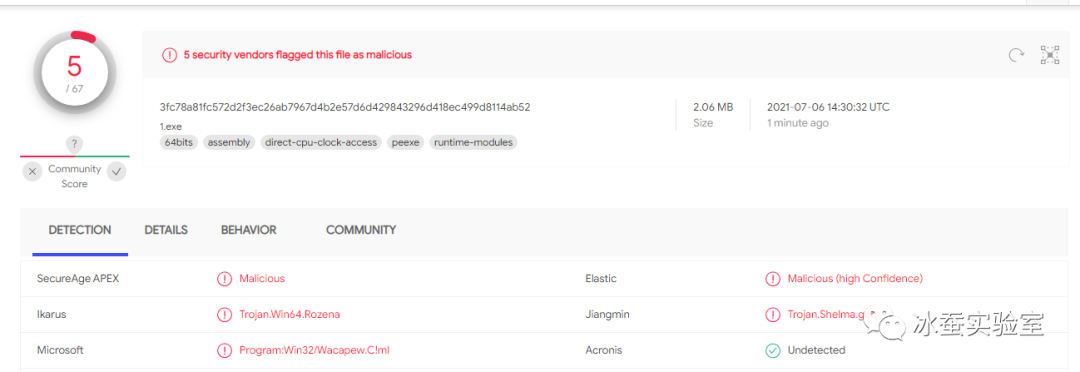 5
/ 67
5 security vendors flagged this file as malicious
3fc78a81fc572d2f3ec26ab7967d4b2e57d6d429843296d418ec499d8114ab52
1.exe
64bits assembly direct-cpu-clock-access peexe runtime-modules
2.06 MB
Size
2021-07-06 14:30:32 UTC
1 minute ago
?
Community
Score
DETECTION DETAILS BEHAVIOR COMMUNITY
SecureAge APEX Malicious Elastic Malicious (high Confidence)
Ikarus Trojan.Win64.Rozena Jiangmin Trojan.Shelma.g
冰蚕实验室
Microsoft Program:Win32/Wacapew.C!ml Acronis Undetected